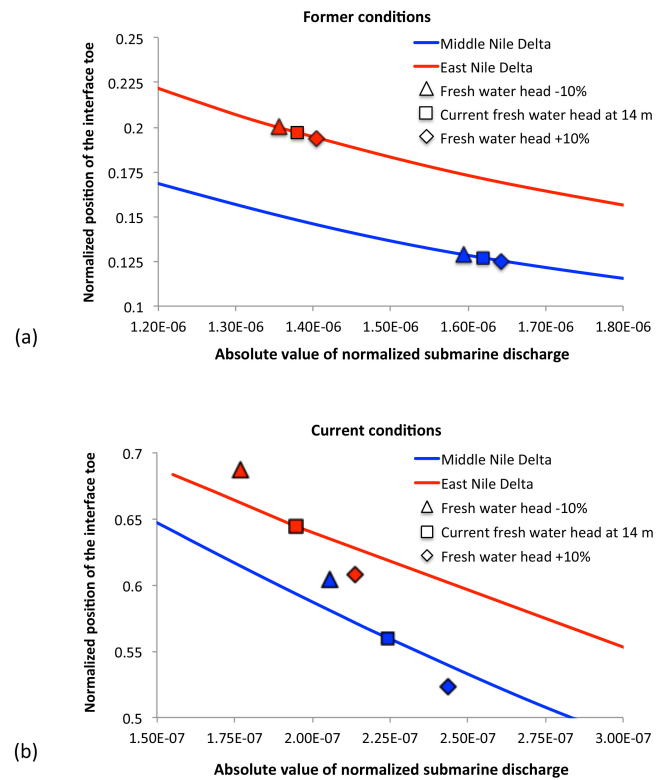 Former conditions
Normalized position of the interface toe
0.25
0.225
0.2
0.175
0.15
0.125
0.1
Middle Nile Delta
East Nile Delta
Fresh water head -10%
Current fresh water head at 14 m
Fresh water head +10%
1.20E-06 1.30E-06 1.40E-06 1.50E-06 1.60E-06 1.70E-06 1.80E-06
(a)
Absolute value of normalized submarine discharge
Current conditions
Normalized position of the interface toe
0.7
0.65
0.6
0.55
0.5
Middle Nile Delta
East Nile Delta
Fresh water head -10%
Current fresh water head at 14 m
Fresh water head +10%
1.50E-07 1.75E-07 2.00E-07 2.25E-07 2.50E-07 2.75E-07 3.00E-07
(b)
Absolute value of normalized submarine discharge